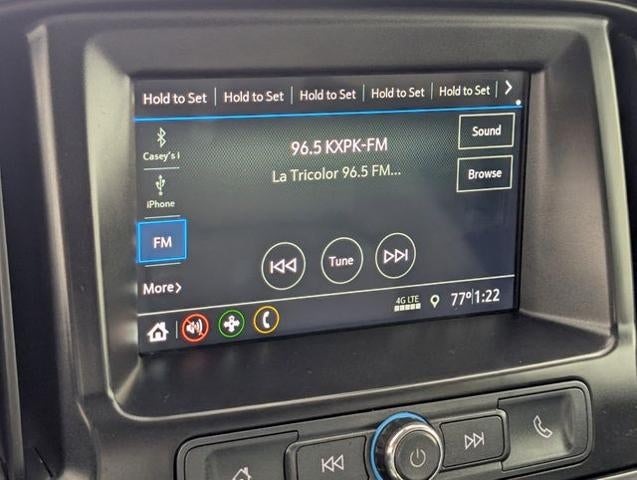 Hold to Set Hold to Set Hold to Set Hold to Set Hold to Set
Casey's i
iPhone
FM
More
96.5 KXPK-FM
La Tricolor 96.5 FM...
Sound
Browse
Tune
4G LTE
77° 1:22